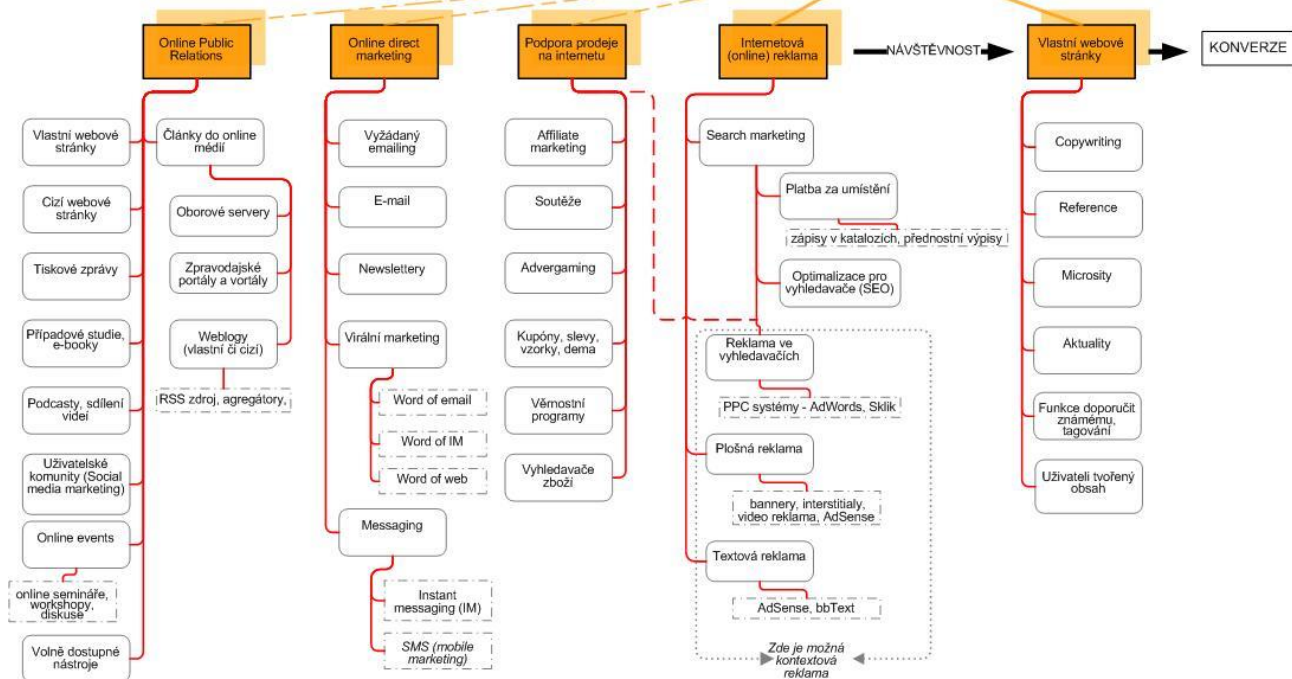 Online Public
Relations
Online direct
marketing
Podpora prodeje
na internetu
Internetová
(online) reklama
NÁVŠTĚVNOST
Vlastní webové
stránky
KONVERZE
Vlastní webové
stránky
Cizí webové
stránky
Tiskové zprávy
Případové studie,
e-booky
Podcasty, sdílení
videí
Uživatelské
komunity (Social
media marketing)
Online events
online semináře,
workshopy,
diskuse
Volně dostupné
nástroje
Články do online
médií
Oborové servery
Zpravodajské
portály a vortály
Weblogy
(vlastní či cizí)
RSS zdroj, agregátory,
Vyžádaný
emailing
E-mail
Newslettery
Virální marketing
Word of email
Word of IM
Word of web
Messaging
Instant
messaging (IM)
SMS (mobile
marketing)
Affiliate
marketing
Soutěže
Advergaming
Kupóny, slevy,
vzorky, dema
Věrnostní
programy
Vyhledavače
zboží
Search marketing
Platba za umístění
zápisy v katalozích, přednostní výpisy
Optimalizace pro
vyhledavače (SEO)
Reklama ve
vyhledavačích
PPC systémy - AdWords, Sklik
Plošná reklama
bannery, interstitialy,
video reklama, AdSense
Textová reklama
AdSense, bbText
Zde je možná
kontextová
reklama
Copywriting
Reference
Microsity
Aktuality
Funkce doporučit
známému,
tagování
Uživateli tvořený
obsah